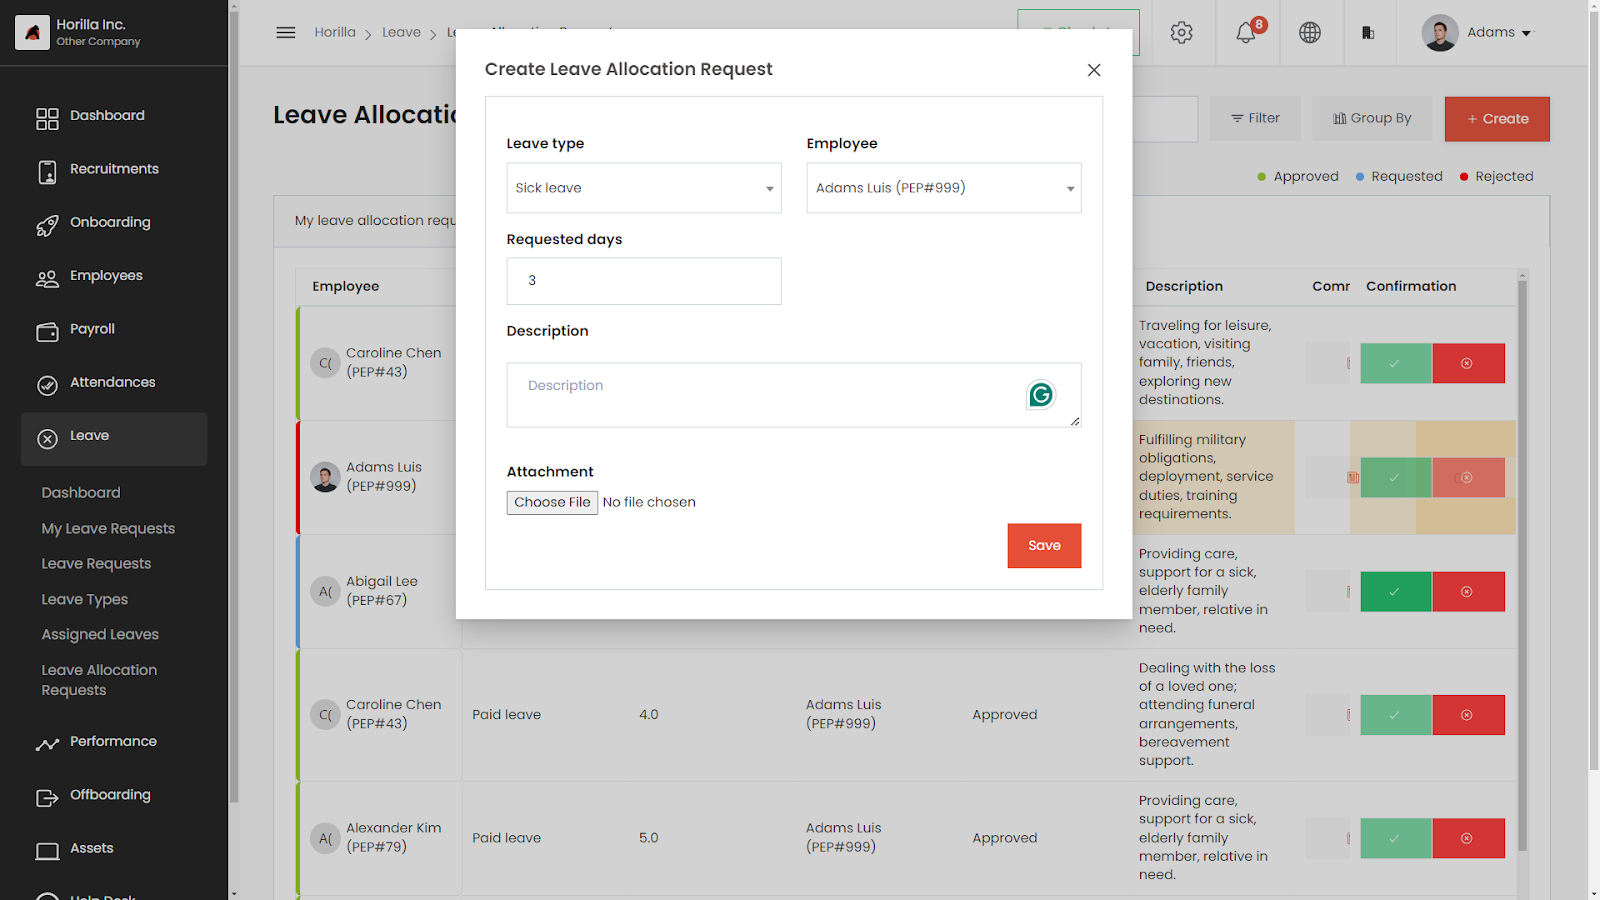 Horilla Inc.
Other Company
Horilla > Leave >
8
Adams
Dashboard
Recruitments
Onboarding
Employees
Payroll
Attendances
Leave
Dashboard
My Leave Requests
Leave Requests
Leave Types
Assigned Leaves
Leave Allocation
Requests
Performance
Offboarding
Assets
Leave Allocatio
Filter
Group By
+ Create
Approved
Requested
Rejected
My leave allocation requ
Create Leave Allocation Request
Leave type
Employee
Sick leave
Adams Luis (PEP#999)
Requested days
3
Description
Description
Attachment
Choose File No file chosen
Save
Employee
Description
Comr
Confirmation
Caroline Chen
(PEP#43)
Traveling for leisure,
vacation, visiting
family, friends,
exploring new
destinations.
Adams Luis
(PEP#999)
Fulfilling military
obligations,
deployment, service
duties, training
requirements.
A(
Abigail Lee
(PEP#67)
Providing care,
support for a sick,
elderly family
member, relative in
need.
C(
Caroline Chen
(PEP#43)
Paid leave
4.0
Adams Luis
(PEP#999)
Approved
Dealing with the loss
of a loved one;
attending funeral
arrangements,
bereavement
support.
A(
Alexander Kim
(PEP#79)
Paid leave
5.0
Adams Luis
(PEP#999)
Approved
Providing care,
support for a sick,
elderly family
member, relative in
need.